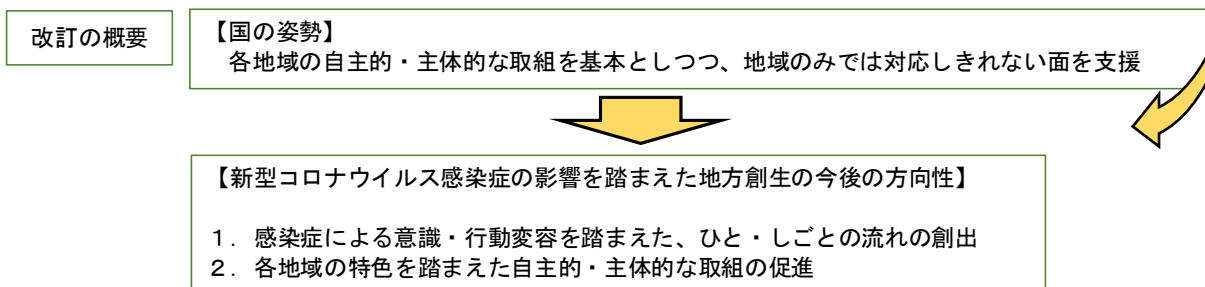 改訂の概要
【国の姿勢】
各地域の自主的・主体的な取組を基本としつつ、地域のみでは対応しきれない面を支援
【新型コロナウイルス感染症の影響を踏まえた地方創生の今後の方向性】
１．感染症による意識・行動変容を踏まえた、ひと・しごとの流れの創出
２．各地域の特色を踏まえた自主的・主体的な取組の促進